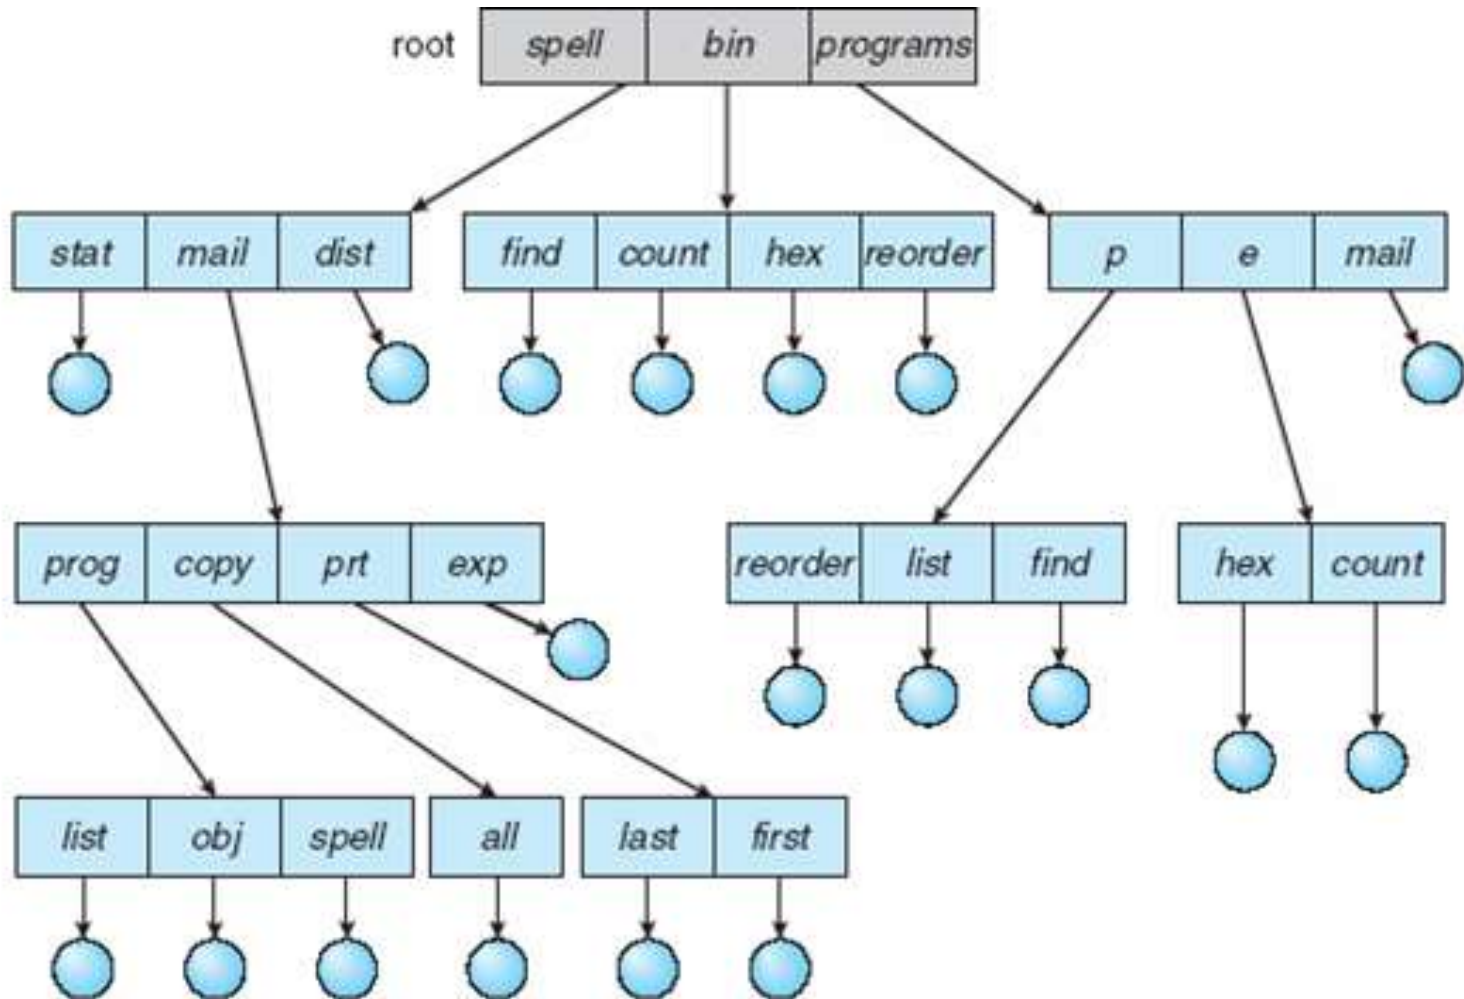 root spell bin programs
stat mail dist find count hex reorder p e mail
prog copy prt exp reorder list find hex count
list obj spell all last first